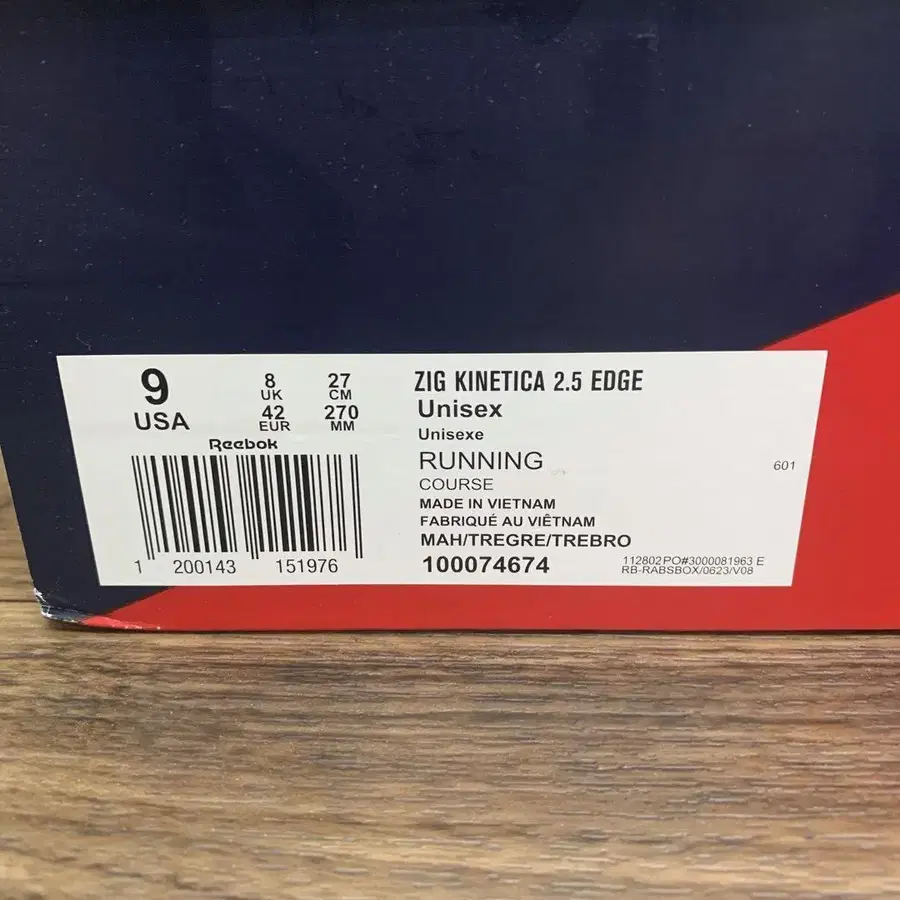 9
USA
8 27
UK CM
42 270
EUR MM
Reebok
1 200143 151976
ZIG KINETICA 2.5 EDGE
Unisex
Unisexe
RUNNING
COURSE
MADE IN VIETNAM
FABRIQUÉ AU VIÊTNAM
MAH/TREGRE/TREBRO
100074674
601
112802PO#3000081963 E
RB-RABSBOX/0623/V08